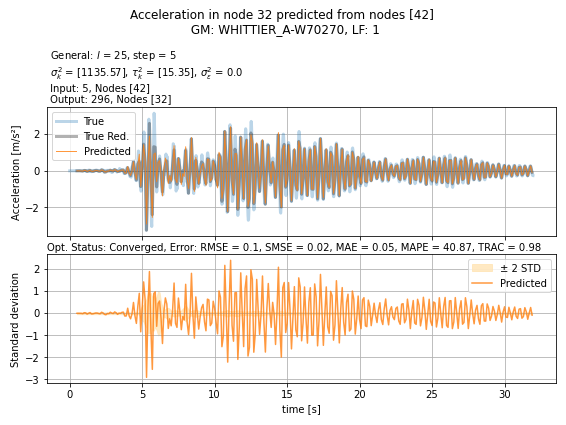 Acceleration in node 32 predicted from nodes [42]
GM: WHITTIER_A-W70270, LF: 1
General: l = 25, step = 5
σ²ₖ = [1135.57], τ²ₖ = [15.35], σ²ε = 0.0
Input: 5, Nodes [42]
Output: 296, Nodes [32]
Acceleration [m/s²]
2
0
−2
True
True Red.
Predicted
Opt. Status: Converged, Error: RMSE = 0.1, SMSE = 0.02, MAE = 0.05, MAPE = 40.87, TRAC = 0.98
Standard deviation
2
1
0
−1
−2
−3
± 2 STD
Predicted
0 5 10 15 20 25 30
time [s]